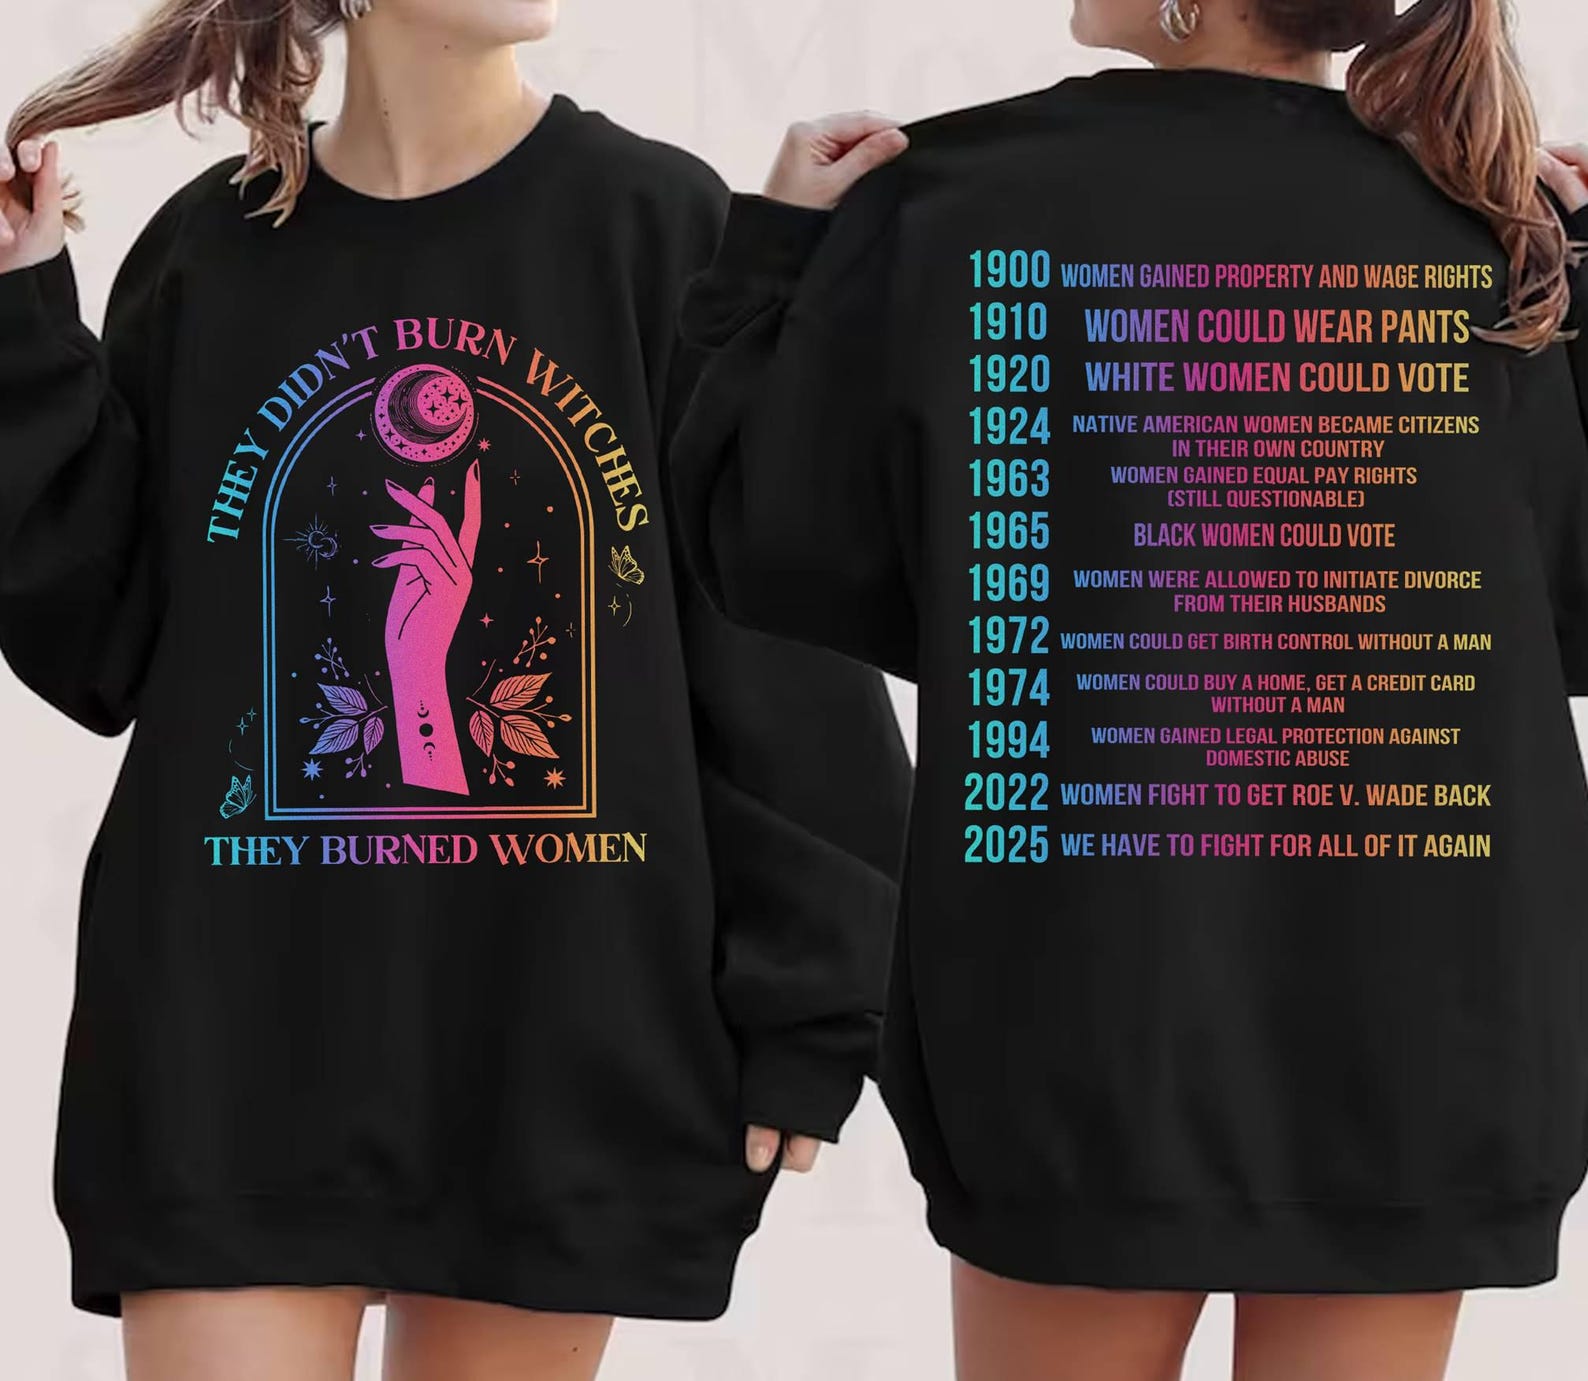 THEY DIDN'T BURN WITCHES
THEY BURNED WOMEN
1900 WOMEN GAINED PROPERTY AND WAGE RIGHTS
1910 WOMEN COULD WEAR PANTS
1920 WHITE WOMEN COULD VOTE
1924 NATIVE AMERICAN WOMEN BECAME CITIZENS
IN THEIR OWN COUNTRY
1963 WOMEN GAINED EQUAL PAY RIGHTS
(STILL QUESTIONABLE)
1965 BLACK WOMEN COULD VOTE
1969 WOMEN WERE ALLOWED TO INITIATE DIVORCE
FROM THEIR HUSBANDS
1972 WOMEN COULD GET BIRTH CONTROL WITHOUT A MAN
1974 WOMEN COULD BUY A HOME, GET A CREDIT CARD
WITHOUT A MAN
1994 WOMEN GAINED LEGAL PROTECTION AGAINST
DOMESTIC ABUSE
2022 WOMEN FIGHT TO GET ROE V. WADE BACK
2025 WE HAVE TO FIGHT FOR ALL OF IT AGAIN